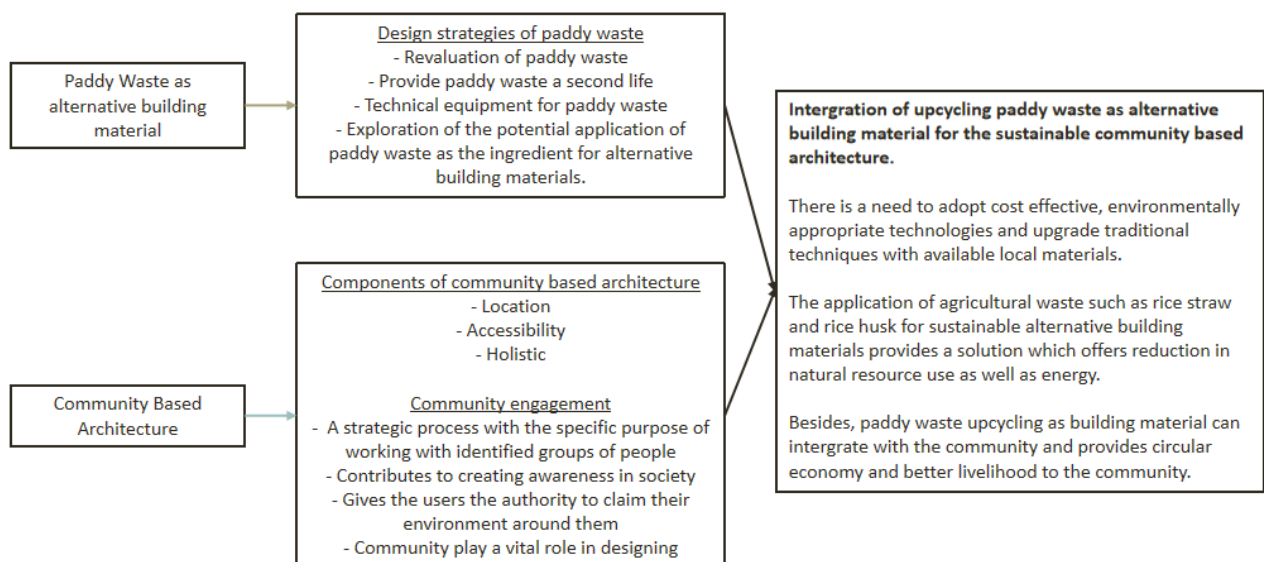 Paddy Waste as
alternative building
material
Design strategies of paddy waste
- Revaluation of paddy waste
- Provide paddy waste a second life
- Technical equipment for paddy waste
- Exploration of the potential application of
paddy waste as the ingredient for alternative
building materials.
Community Based
Architecture
Components of community based architecture
- Location
- Accessibility
- Holistic
Community engagement
- A strategic process with the specific purpose of
working with identified groups of people
- Contributes to creating awareness in society
- Gives the users the authority to claim their
environment around them
- Community play a vital role in designing
Intergration of upcycling paddy waste as alternative
building material for the sustainable community based
architecture.
There is a need to adopt cost effective, environmentally
appropriate technologies and upgrade traditional
techniques with available local materials.
The application of agricultural waste such as rice straw
and rice husk for sustainable alternative building
materials provides a solution which offers reduction in
natural resource use as well as energy.
Besides, paddy waste upcycling as building material can
intergrate with the community and provides circular
economy and better livelihood to the community.